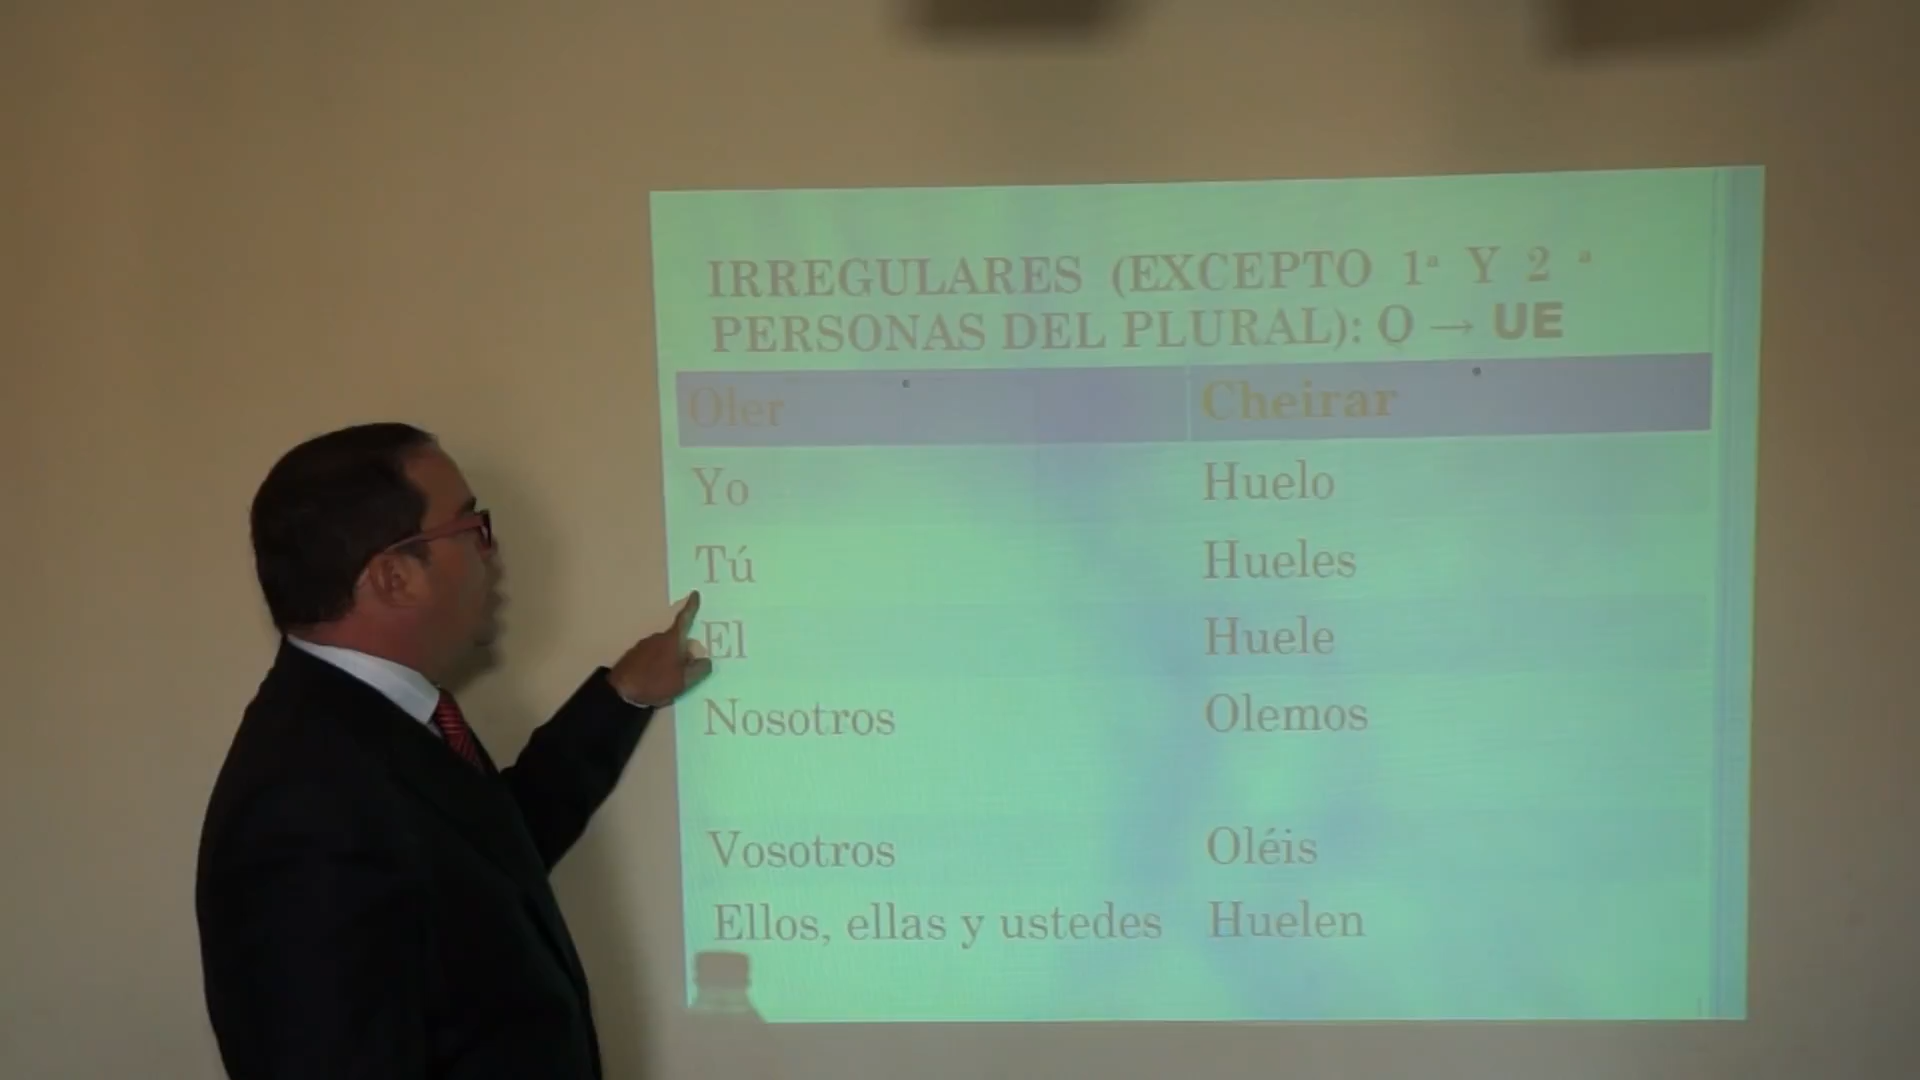 IRREGULARES (EXCEPTO 1ª Y 2 ª
PERSONAS DEL PLURAL): O → UE
Oler Cheirar
Yo Huelo
Tú Hueles
El Huele
Nosotros Olemos
Vosotros Oléis
Ellos, ellas y ustedes Huelen